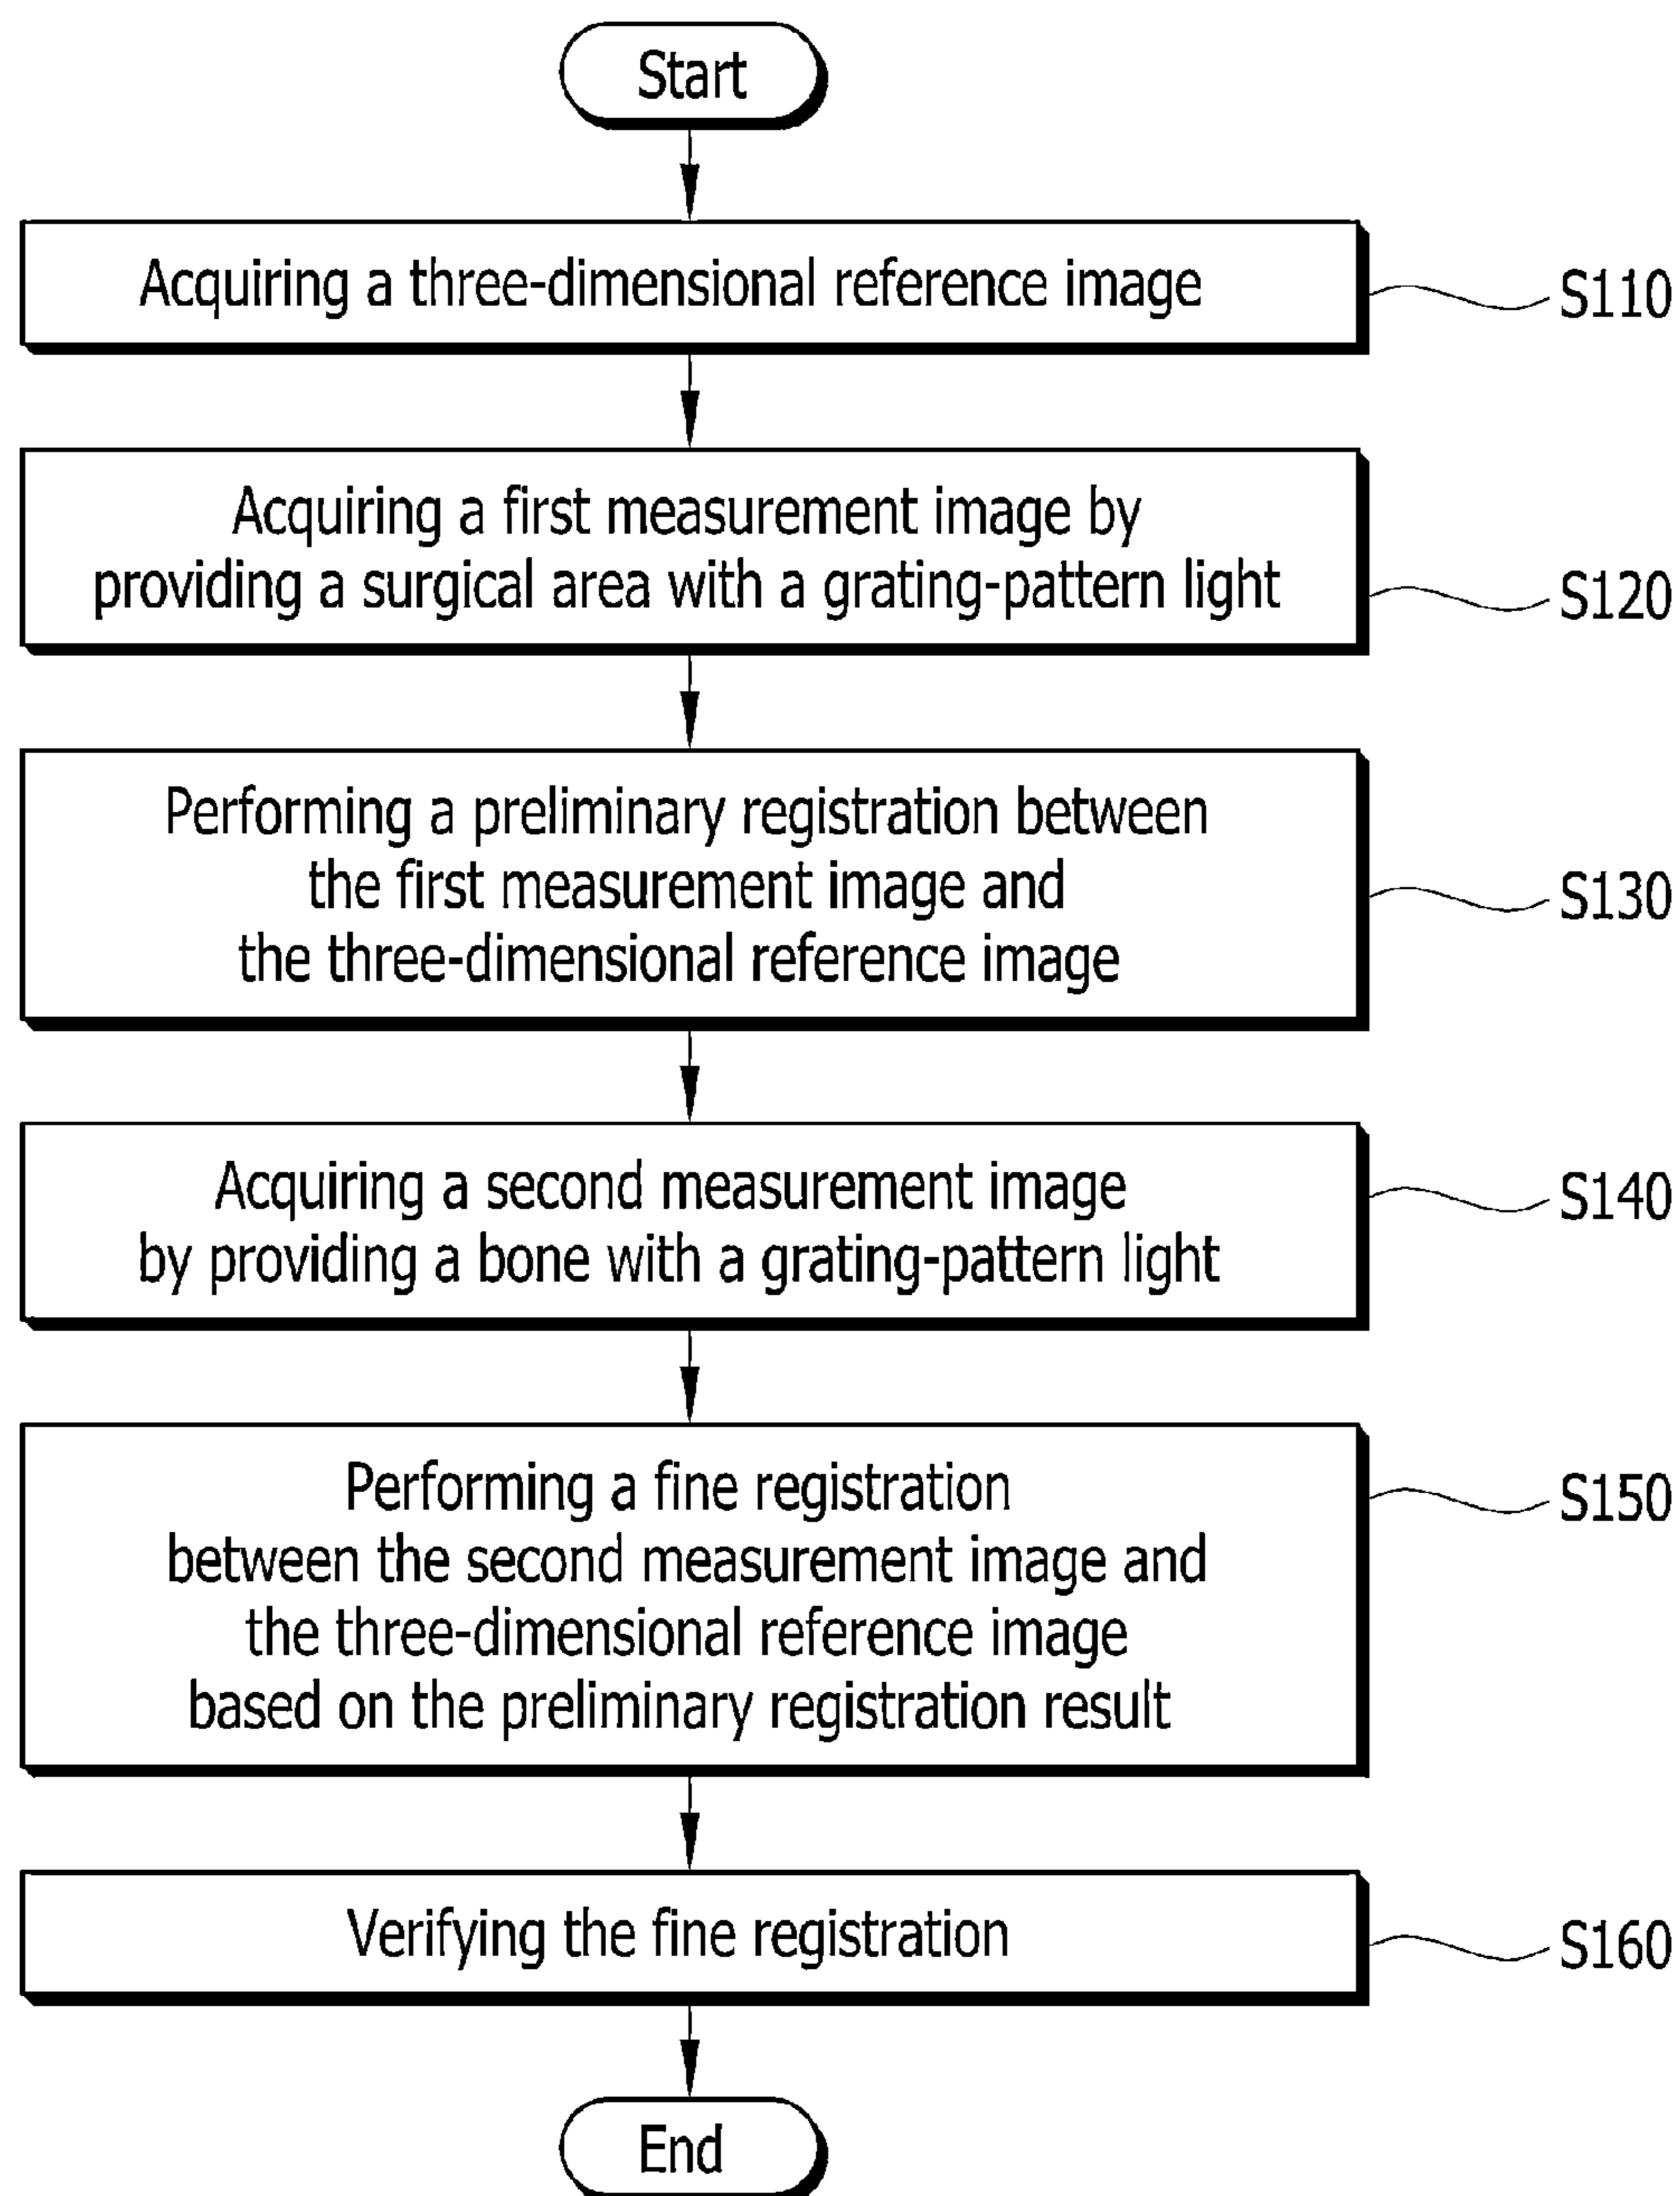 Start
Acquiring a three-dimensional reference image
S110
Acquiring a first measurement image by
providing a surgical area with a grating-pattern light
S120
Performing a preliminary registration between
the first measurement image and
the three-dimensional reference image
S130
Acquiring a second measurement image
by providing a bone with a grating-pattern light
S140
Performing a fine registration
between the second measurement image and
the three-dimensional reference image
based on the preliminary registration result
S150
Verifying the fine registration
S160
End